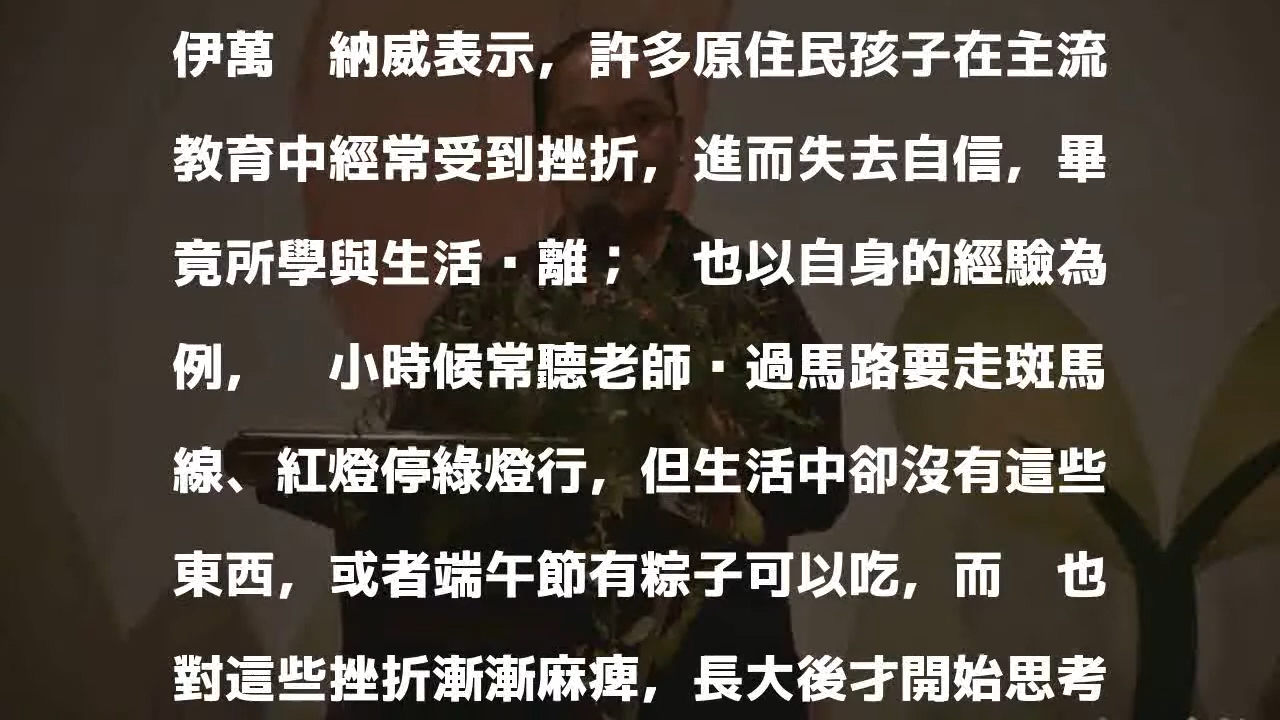 伊萬　納威表示，許多原住民孩子在主流
教育中經常受到挫折，進而失去自信，畢
竟所學與生活·離；　也以自身的經驗為
例，　小時候常聽老師·過馬路要走斑馬
線、紅燈停綠燈行，但生活中卻沒有這些
東西，或者端午節有粽子可以吃，而　也
對這些挫折漸漸麻痺，長大後才開始思考